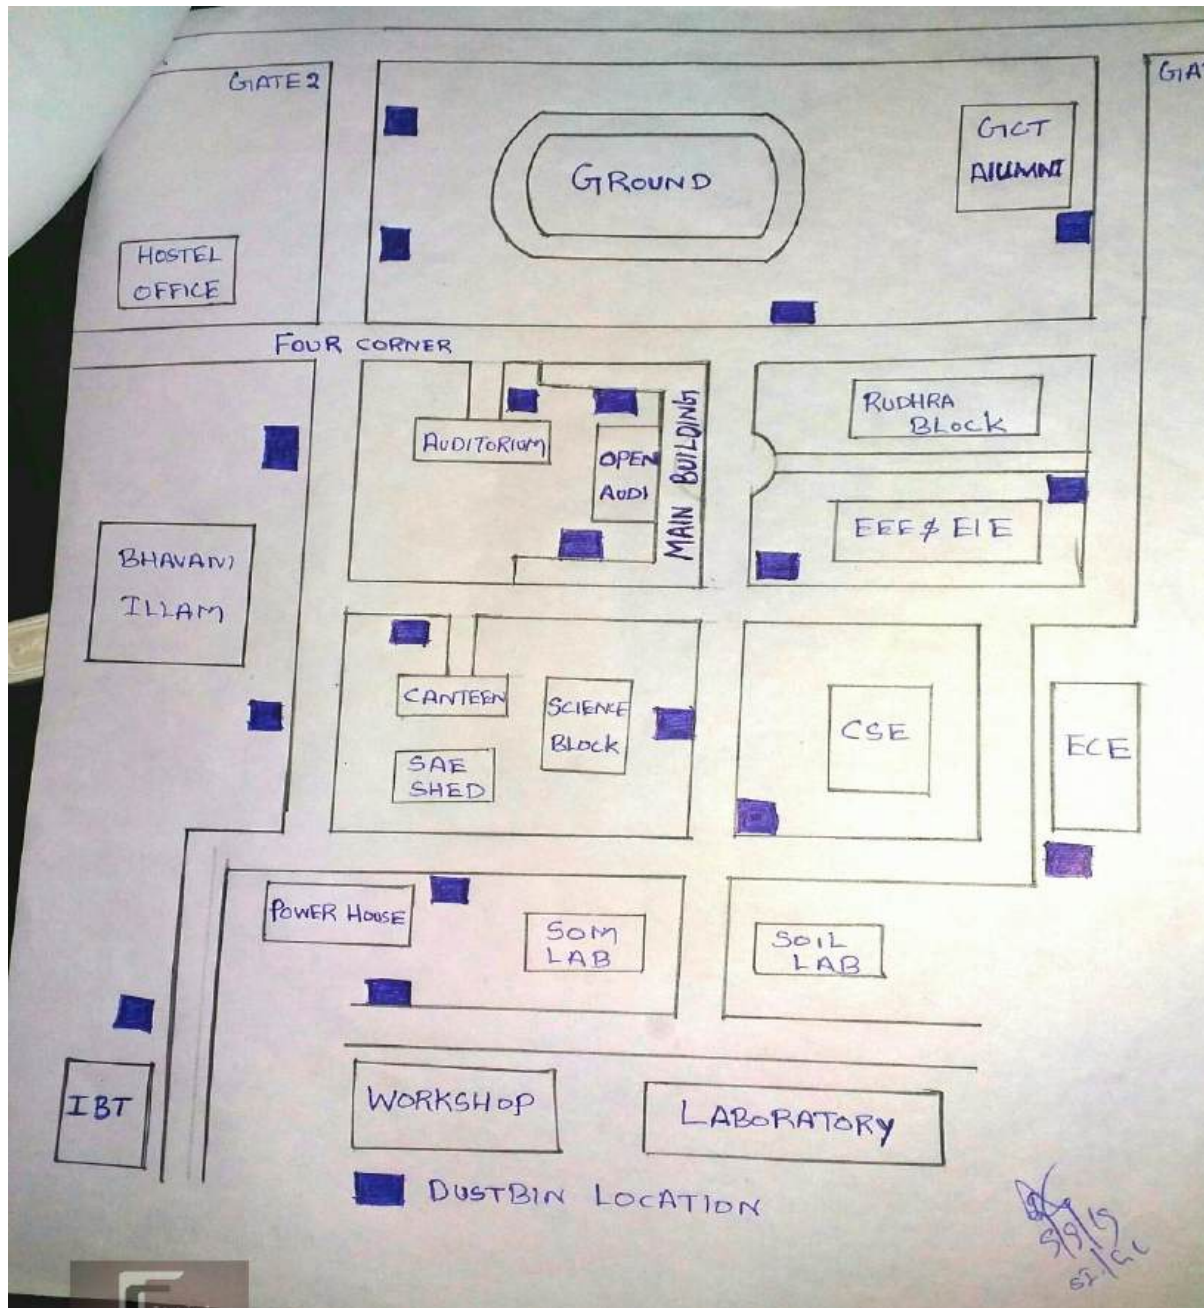 GATE 2
GA
GCT
AlUMNI
GROUND
HOSTEL
OFFICE
FOUR CORNER
RUDHRA
BLOCK
AUDITORIUM
OPEN
AUDI
MAIN BUILDING
EEE & EIE
BHAVANI
ILLAM
CANTEEN
SCIENCE
BLOCK
CSE
ECE
SAE
SHED
POWER HOUSE
SOM
LAB
SOIL
LAB
IBT
WORKSHOP
LABORATORY
DUSTBIN LOCATION